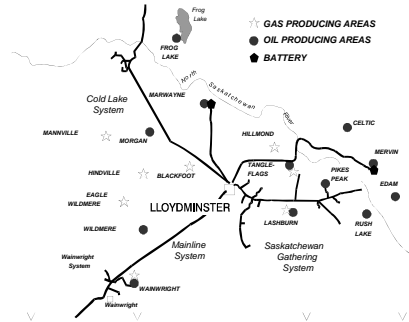 Frog
Lake
GAS PRODUCING AREAS
OIL PRODUCING AREAS
BATTERY
FROG
LAKE
North
Saskatchewan
River
MARWAYNE
Cold Lake
System
CELTIC
MANNVILLE
MORGAN
HILLMOND
MERVIN
TANGLE-
FLAGS
PIKES
PEAK
HINDVILLE
BLACKFOOT
EDAM
EAGLE
WILDMERE
LLOYDMINSTER
LASHBURN
RUSH
LAKE
WILDMERE
Mainline
System
Saskatchewan
Gathering
System
Wainwright
System
WAINWRIGHT
Wainwright